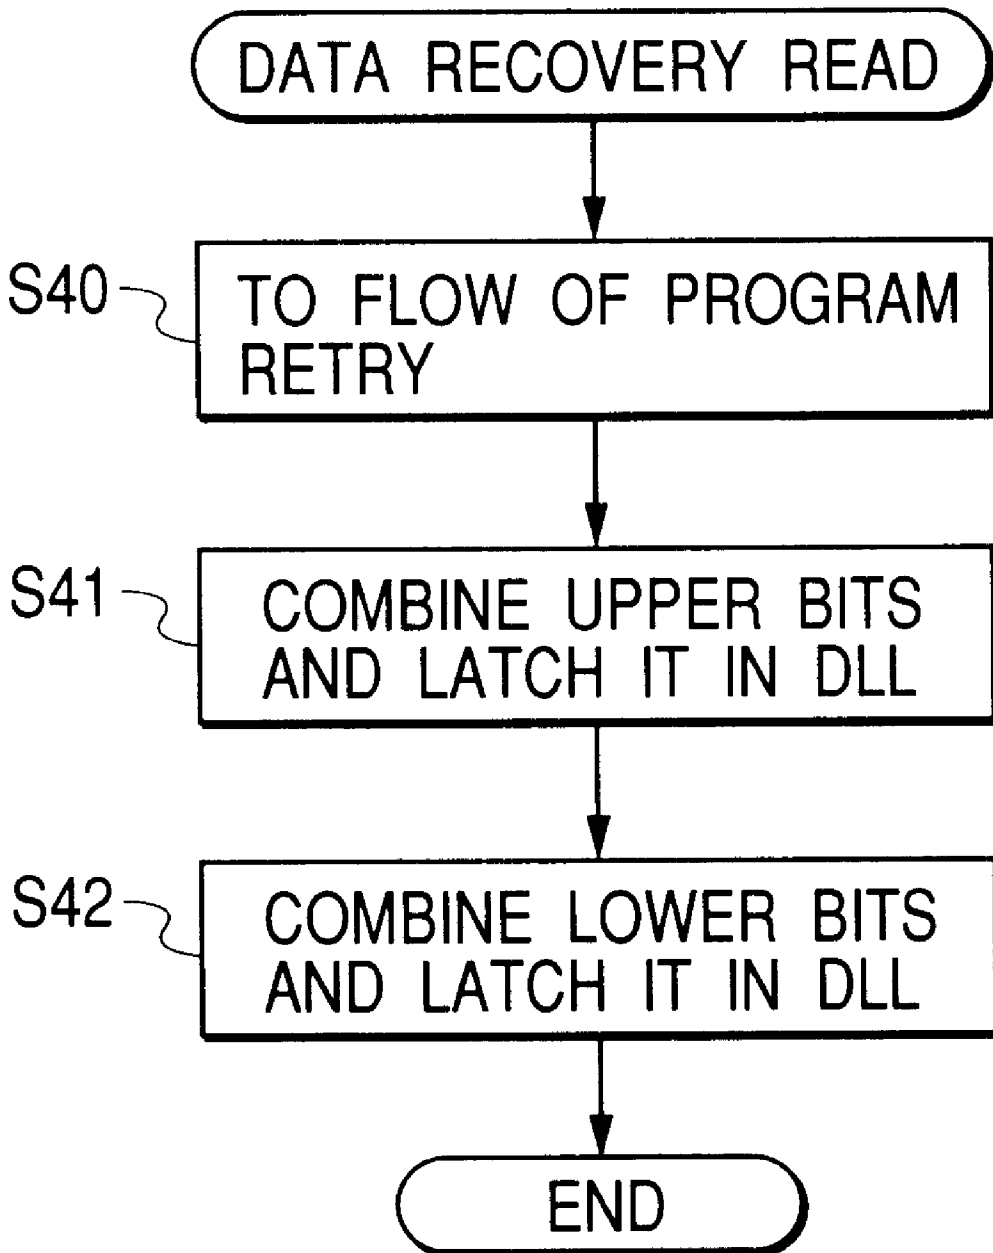 DATA RECOVERY READ
S40
TO FLOW OF PROGRAM
RETRY
S41
COMBINE UPPER BITS
AND LATCH IT IN DLL
S42
COMBINE LOWER BITS
AND LATCH IT IN DLL
END